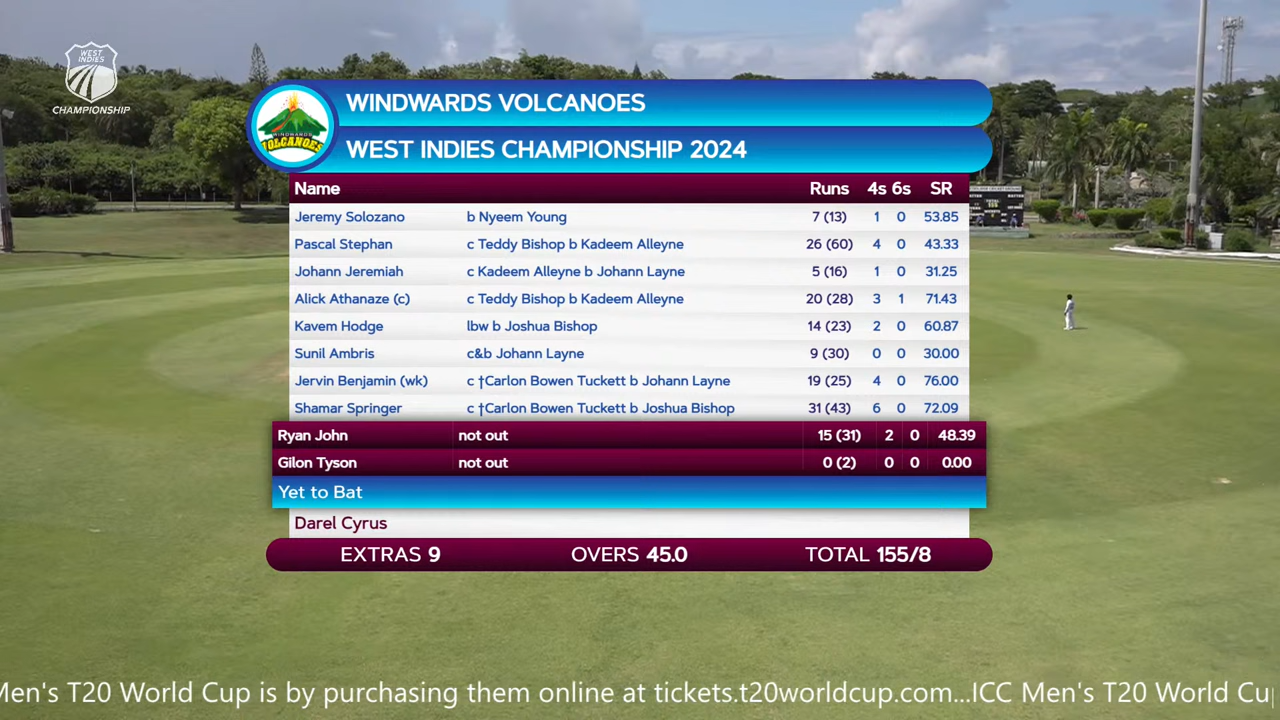 WEST INDIES
CHAMPIONSHIP
WINDWARDS VOLCANOES
WINDWARDS
VOLCANOES
WEST INDIES CHAMPIONSHIP 2024
Name Runs 4s 6s SR
Jeremy Solozano b Nyeem Young 7 (13) 1 0 53.85
Pascal Stephan c Teddy Bishop b Kadeem Alleyne 26 (60) 4 0 43.33
Johann Jeremiah c Kadeem Alleyne b Johann Layne 5 (16) 1 0 31.25
Alick Athanaze (c) c Teddy Bishop b Kadeem Alleyne 20 (28) 3 1 71.43
Kavem Hodge lbw b Joshua Bishop 14 (23) 2 0 60.87
Sunil Ambris c&b Johann Layne 9 (30) 0 0 30.00
Jervin Benjamin (wk) c †Carlon Bowen Tuckett b Johann Layne 19 (25) 4 0 76.00
Shamar Springer c †Carlon Bowen Tuckett b Joshua Bishop 31 (43) 6 0 72.09
Ryan John not out 15 (31) 2 0 48.39
Gilon Tyson not out 0 (2) 0 0 0.00
Yet to Bat
Darel Cyrus
EXTRAS 9 OVERS 45.0 TOTAL 155/8
Men's T20 World Cup is by purchasing them online at tickets.t20worldcup.com...ICC Men's T20 World Cup